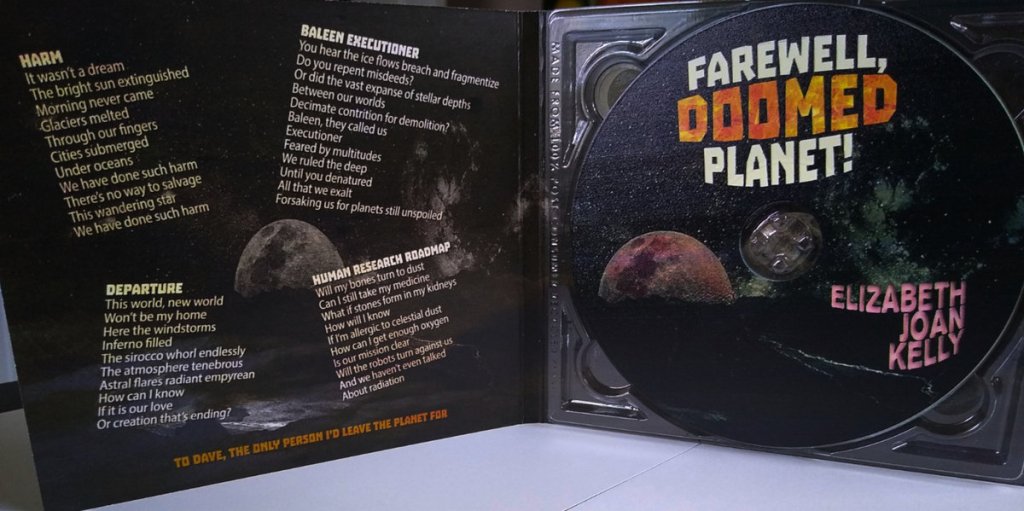 HARM
It wasn't a dream
The bright sun extinguished
Morning never came
Glaciers melted
Through our fingers
Cities submerged
Under oceans
We have done such harm
There's no way to salvage
This wandering star
We have done such harm
BALEEN EXECUTIONER
You hear the ice flows breach and fragmentize
Do you repent misdeeds?
Or did the vast expanse of stellar depths
Between our worlds
Decimate contrition for demolition?
Baleen, they called us
Executioner
Feared by multitudes
We ruled the deep
Until you denatured
All that we exalt
Forsaking us for planets still unspoiled
DEPARTURE
This world, new world
Won't be my home
Here the windstorms
Inferno filled
The sirocco whorl endlessly
The atmosphere tenebrous
Astral flares radiant empyrean
How can I know
If it is our love
Or creation that's ending?
HUMAN RESEARCH ROADMAP
Will my bones turn to dust
Can I still take my medicine
What if stones form in my kidneys
How will I know
If I'm allergic to celestial dust
How can I get enough oxygen
Is our mission clear
Will the robots turn against us
And we haven't even talked
About radiation
TO DAVE, THE ONLY PERSON I'D LEAVE THE PLANET FOR
MADE FROM 100%
FAREWELL,
DOOMED
PLANET!
ELIZABETH
JOAN
KELLY